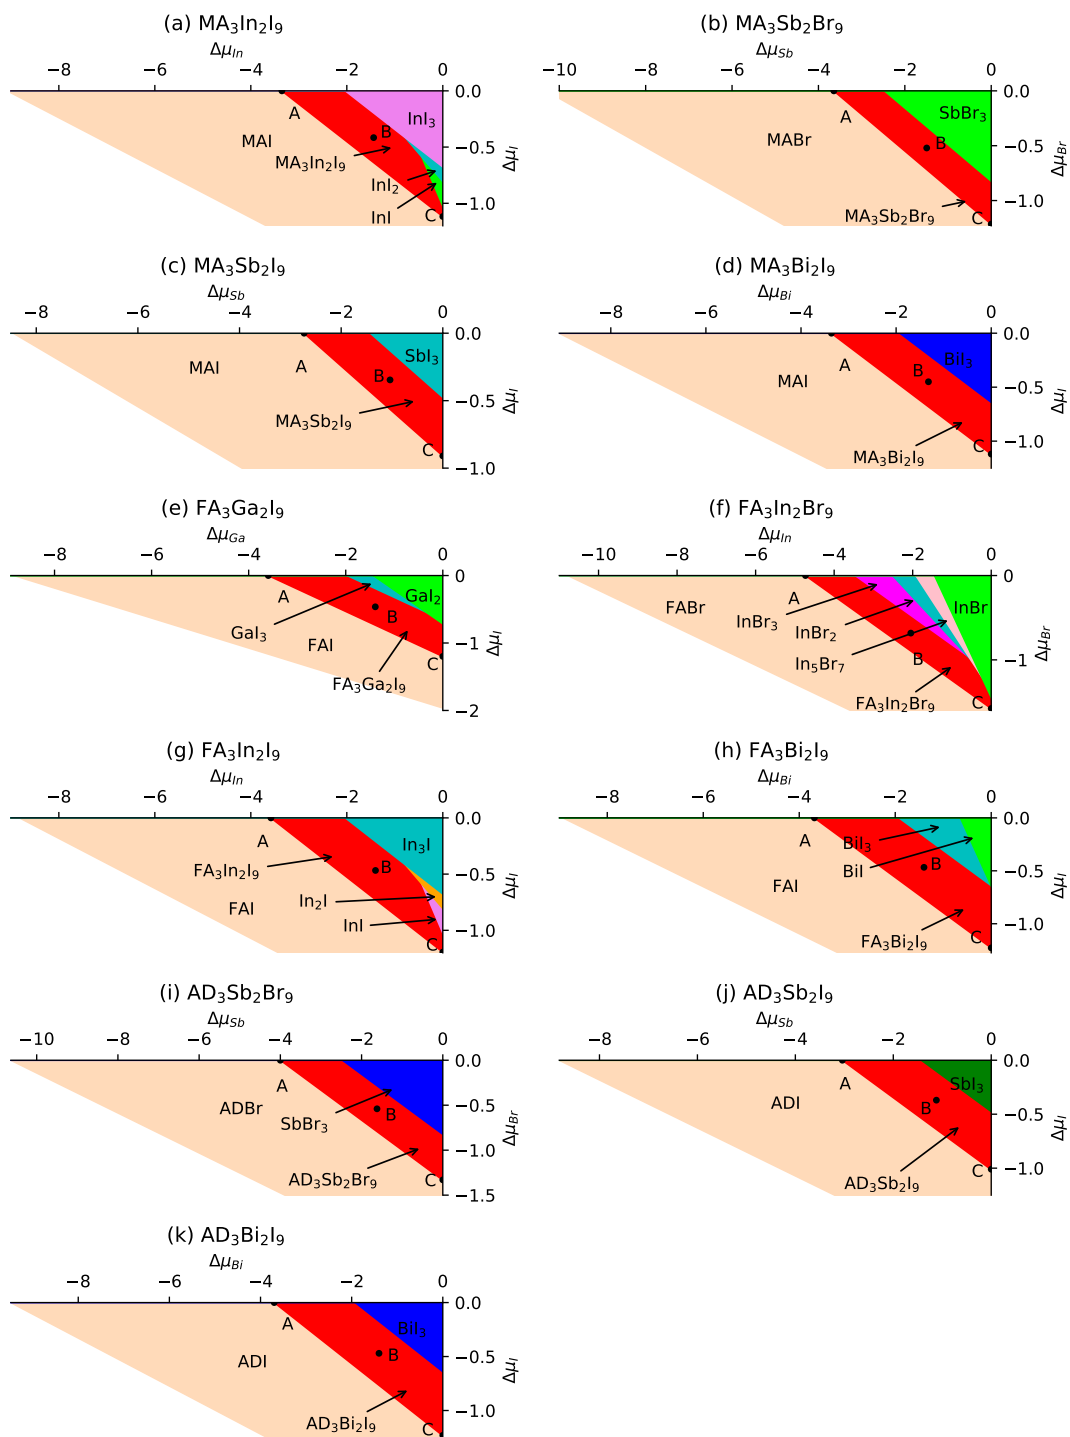 (a) MA₃In₂I₉
Δμ_In
−8 −6 −4 −2 0
0.0
−0.5
−1.0
Δμ_I
InI₃
A
B
MAI
MA₃In₂I₉
InI₂
InI
C
(b) MA₃Sb₂Br₉
Δμ_Sb
−10 −8 −6 −4 −2 0
0.0
−0.5
−1.0
Δμ_Br
SbBr₃
A
MABr
B
MA₃Sb₂Br₉
C
(c) MA₃Sb₂I₉
Δμ_Sb
−8 −6 −4 −2 0
0.0
−0.5
−1.0
Δμ_I
SbI₃
MAI
A
B
MA₃Sb₂I₉
C
(d) MA₃Bi₂I₉
Δμ_Bi
−8 −6 −4 −2 0
0.0
−0.5
−1.0
Δμ_I
BiI₃
A
B
MAI
MA₃Bi₂I₉
C
(e) FA₃Ga₂I₉
Δμ_Ga
−8 −6 −4 −2 0
0
−1
−2
Δμ_I
GaI₂
A
B
GaI₃
FAI
C
FA₃Ga₂I₉
(f) FA₃In₂Br₉
Δμ_In
−10 −8 −6 −4 −2 0
0
−1
Δμ_Br
FABr
A
InBr
InBr₃
InBr₂
In₅Br₇
B
FA₃In₂Br₉
C
(g) FA₃In₂I₉
Δμ_In
−8 −6 −4 −2 0
0.0
−0.5
−1.0
Δμ_I
A
In₃I
FA₃In₂I₉
B
In₂I
FAI
InI
C
(h) FA₃Bi₂I₉
Δμ_Bi
−8 −6 −4 −2 0
0.0
−0.5
−1.0
Δμ_I
A
BiI₃
BiI
B
FAI
FA₃Bi₂I₉
C
(i) AD₃Sb₂Br₉
Δμ_Sb
−10 −8 −6 −4 −2 0
0.0
−0.5
−1.0
−1.5
Δμ_Br
A
ADBr
SbBr₃
B
AD₃Sb₂Br₉
C
(j) AD₃Sb₂I₉
Δμ_Sb
−8 −6 −4 −2 0
0.0
−0.5
−1.0
Δμ_I
A
SbI₃
ADI
B
AD₃Sb₂I₉
C
(k) AD₃Bi₂I₉
Δμ_Bi
−8 −6 −4 −2 0
0.0
−0.5
−1.0
Δμ_I
A
BiI₃
B
ADI
AD₃Bi₂I₉
C